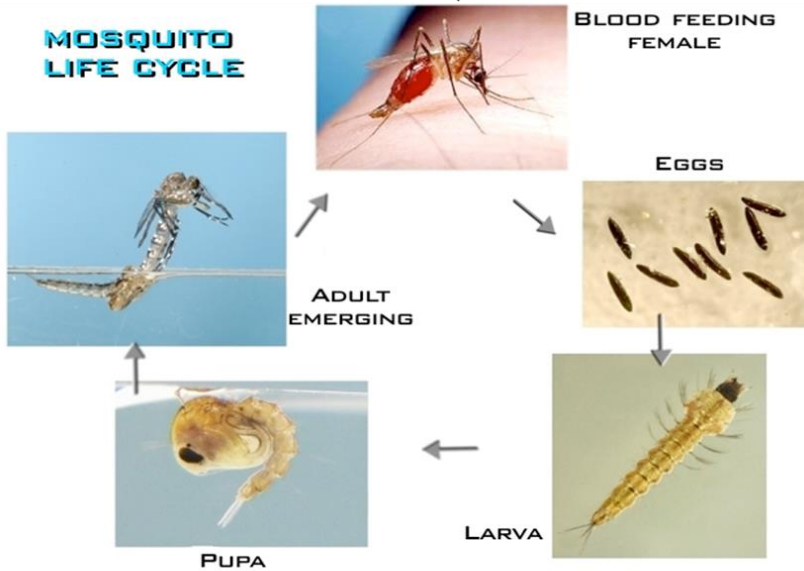 MOSQUITO
LIFE CYCLE
BLOOD FEEDING
FEMALE
EGGS
ADULT
EMERGING
LARVA
PUPA